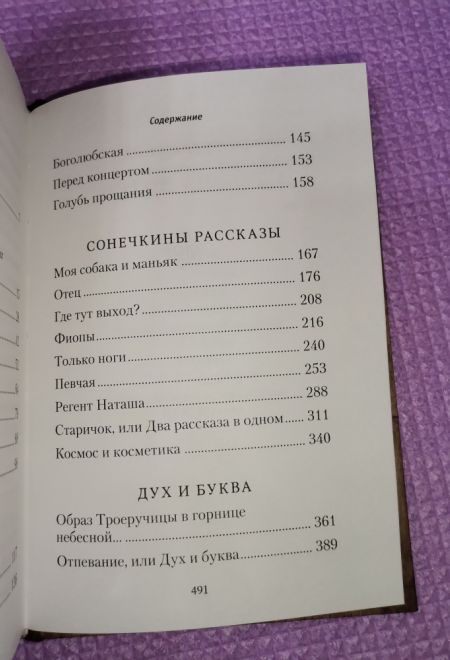 Содержание
Боголюбская ........ 145
Перед концертом ........ 153
Голубь прощания ........ 158
СОНЕЧКИНЫ РАССКАЗЫ
Моя собака и маньяк ........ 167
Отец ........ 176
Где тут выход? ........ 208
Фиопы ........ 216
Только ноги ........ 240
Певчая ........ 253
Регент Наташа ........ 288
Старичок, или Два рассказа в одном ..... 311
Космос и косметика ........ 340
ДУХ И БУКВА
Образ Троеручицы в горнице
небесной... ........ 361
Отпевание, или Дух и буква ........ 389
491